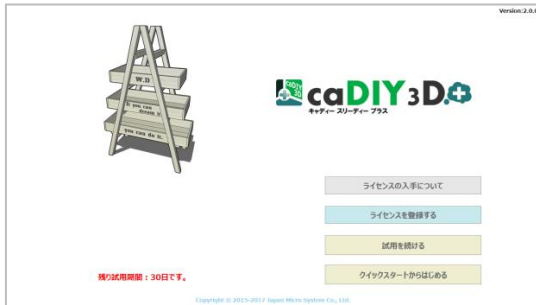 Version:2.0.0
W.D
If you can
dream it
you can do it.
caDIY3D+
キャディー スリーディー プラス
ライセンスの入手について
ライセンスを登録する
試用を続ける
クイックスタートからはじめる
残り試用期間：30日です。
Copyright © 2015-2017 Japan Micro System Co., Ltd.